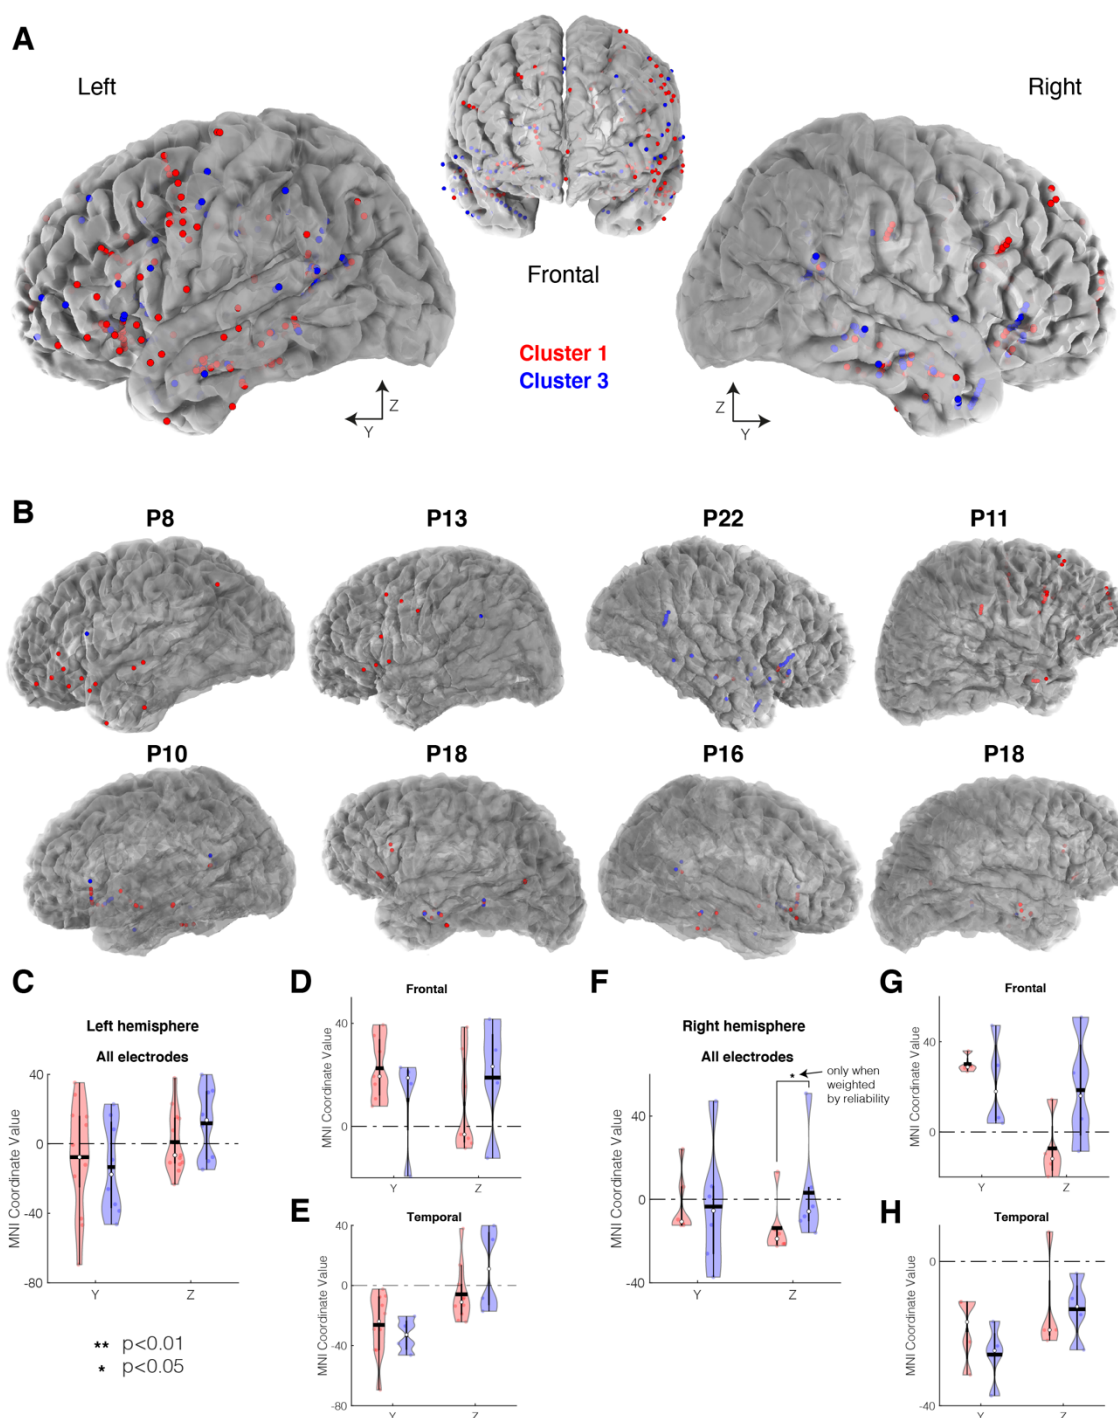 A
Left
Right
Frontal
Cluster 1
Cluster 3
Z
Y
Z
Y
B
P8
P13
P22
P11
P10
P18
P16
P18
C
Left hemisphere
All electrodes
MNI Coordinate Value
40
0
-40
-80
Y
Z
** p<0.01
* p<0.05
D
Frontal
MNI Coordinate Value
40
0
Y
Z
E
Temporal
MNI Coordinate Value
40
0
-40
-80
Y
Z
F
Right hemisphere
All electrodes
* only when
weighted
by reliability
MNI Coordinate Value
40
0
-40
Y
Z
G
Frontal
MNI Coordinate Value
40
0
Y
Z
H
Temporal
MNI Coordinate Value
0
-40
Y
Z